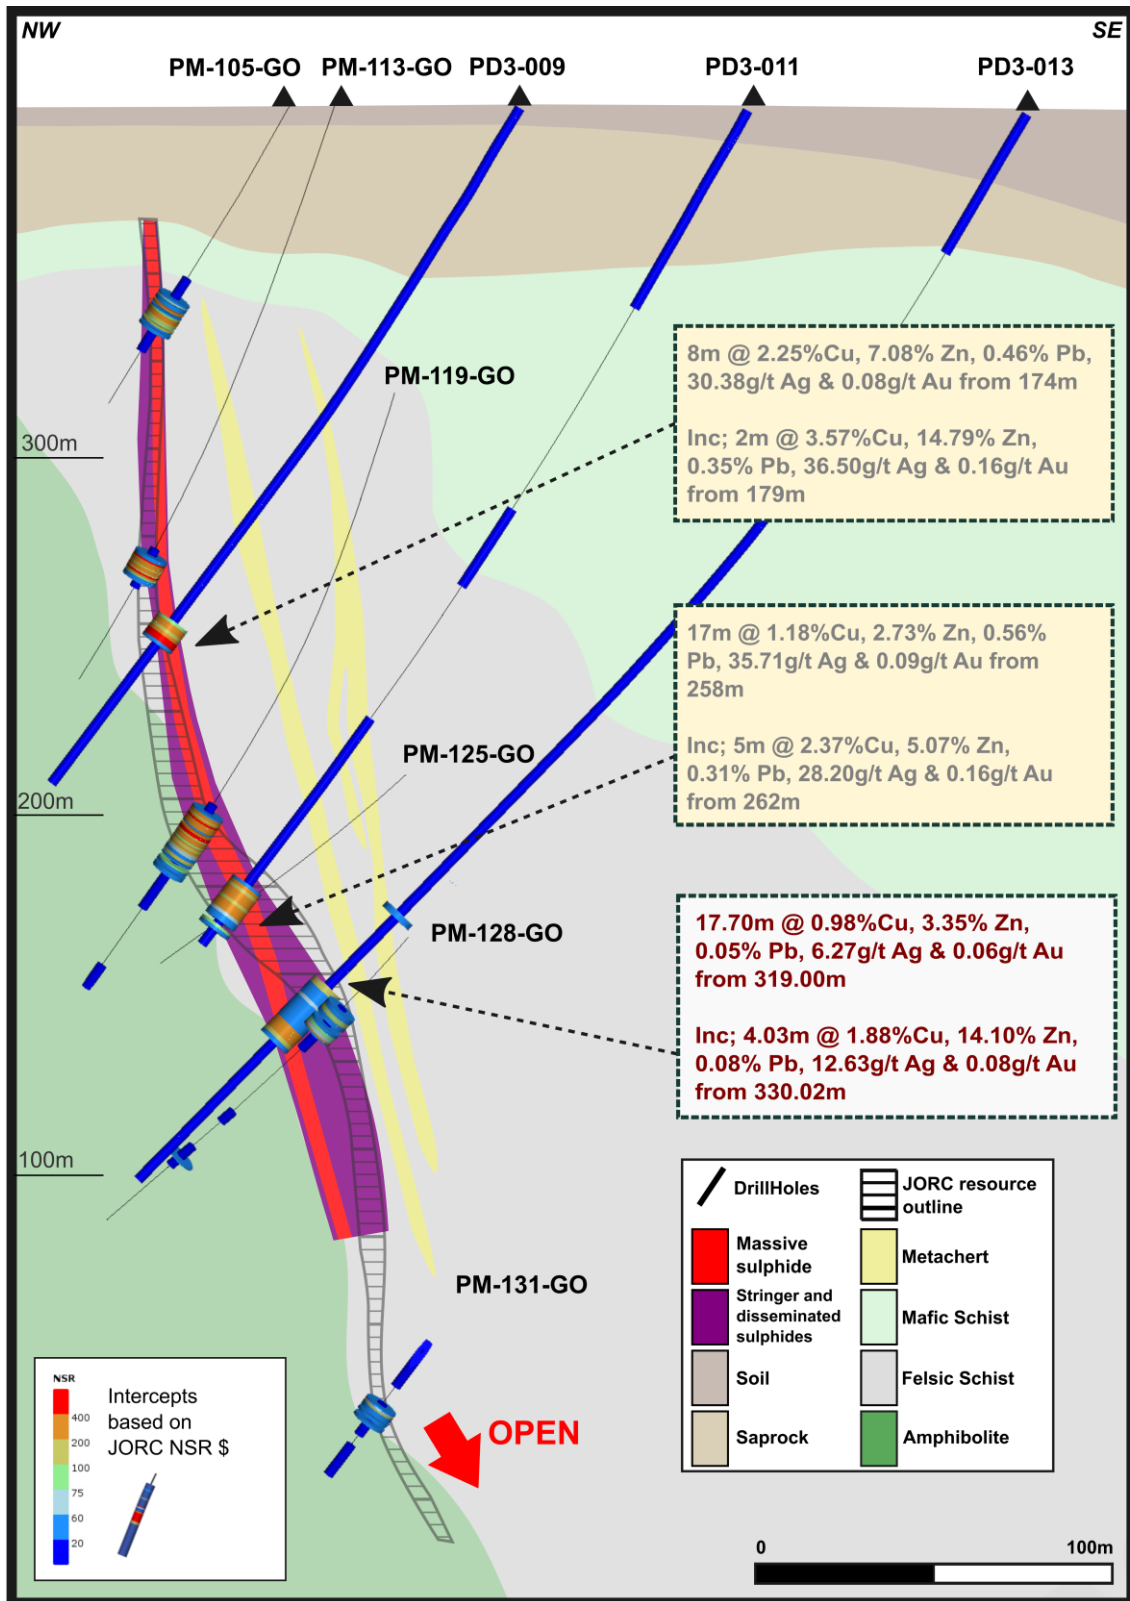 NW
SE
PM-105-GO
PM-113-GO
PD3-009
PD3-011
PD3-013
8m @ 2.25%Cu, 7.08% Zn, 0.46% Pb,
30.38g/t Ag & 0.08g/t Au from 174m
Inc; 2m @ 3.57%Cu, 14.79% Zn,
0.35% Pb, 36.50g/t Ag & 0.16g/t Au
from 179m
PM-119-GO
300m
17m @ 1.18%Cu, 2.73% Zn, 0.56%
Pb, 35.71g/t Ag & 0.09g/t Au from
258m
Inc; 5m @ 2.37%Cu, 5.07% Zn,
0.31% Pb, 28.20g/t Ag & 0.16g/t Au
from 262m
PM-125-GO
200m
PM-128-GO
17.70m @ 0.98%Cu, 3.35% Zn,
0.05% Pb, 6.27g/t Ag & 0.06g/t Au
from 319.00m
Inc; 4.03m @ 1.88%Cu, 14.10% Zn,
0.08% Pb, 12.63g/t Ag & 0.08g/t Au
from 330.02m
100m
PM-131-GO
OPEN
DrillHoles
Massive
sulphide
Stringer and
disseminated
sulphides
Soil
Saprock
JORC resource
outline
Metachert
Mafic Schist
Felsic Schist
Amphibolite
NSR
400
200
100
75
60
20
Intercepts
based on
JORC NSR $
0
100m